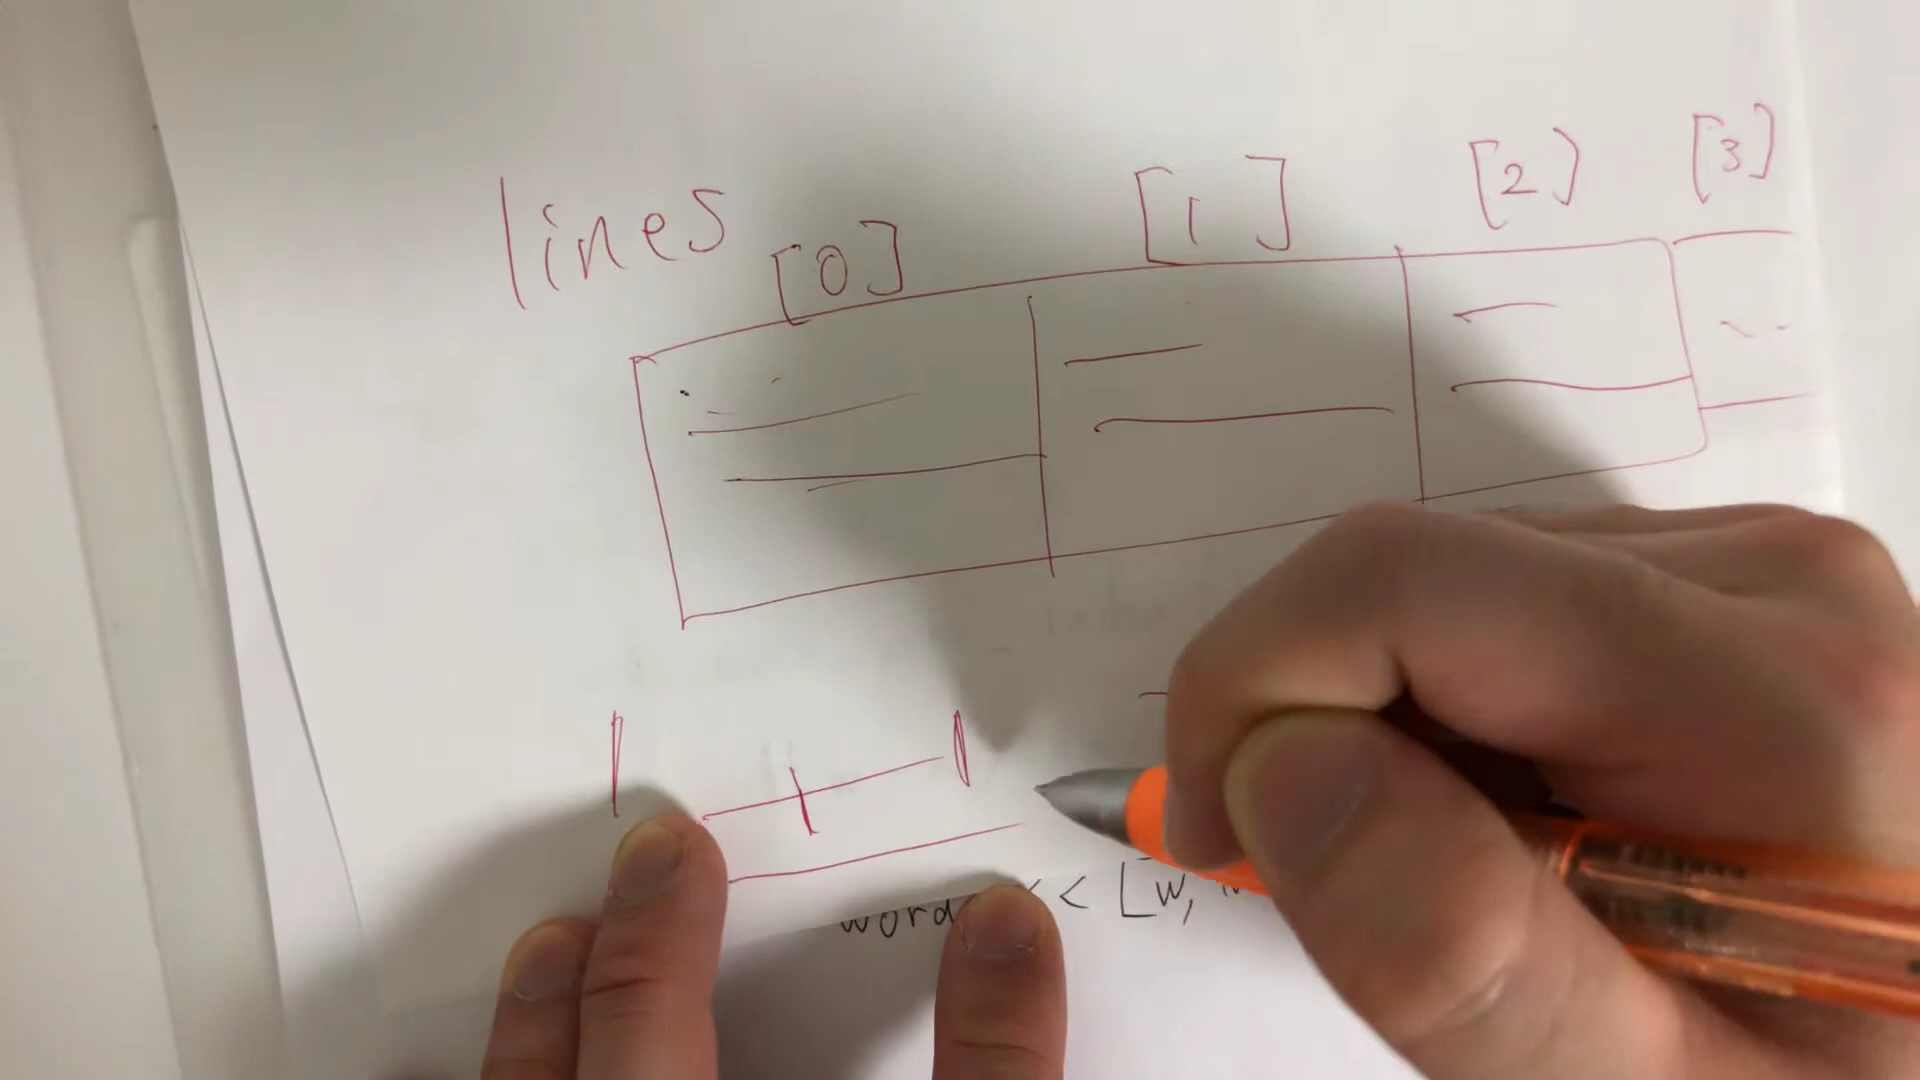 lines [0] [1] [2] [3]
< [w,